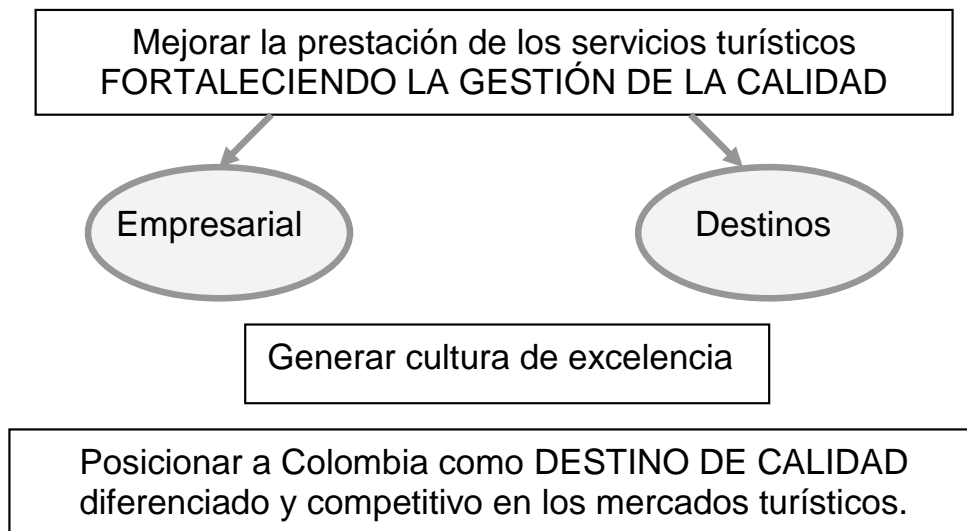 Mejorar la prestación de los servicios turísticos
FORTALECIENDO LA GESTIÓN DE LA CALIDAD
Empresarial
Destinos
Generar cultura de excelencia
Posicionar a Colombia como DESTINO DE CALIDAD
diferenciado y competitivo en los mercados turísticos.